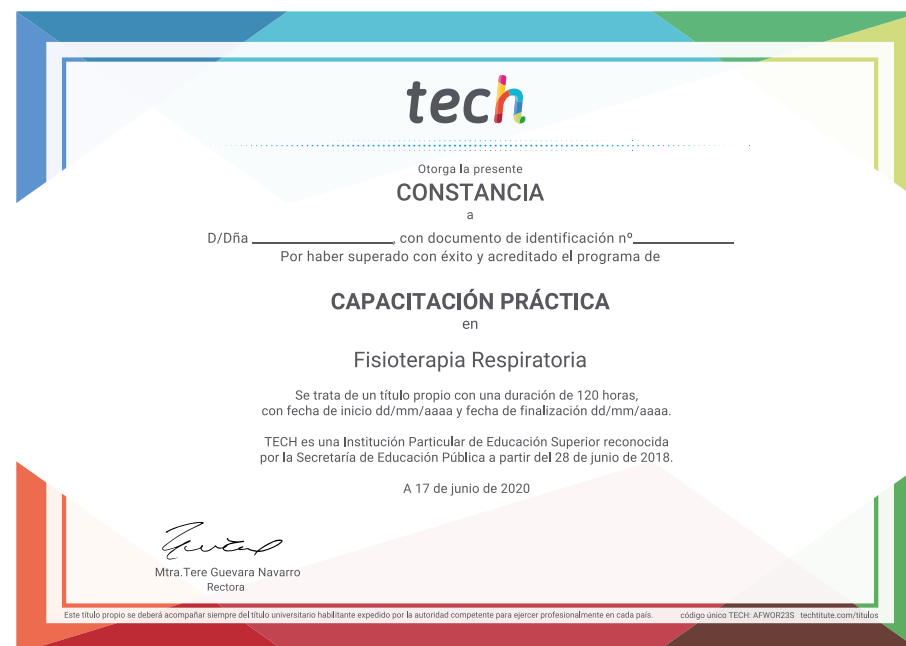 tech
Otorga la presente
CONSTANCIA
a
D/Dña ____________________, con documento de identificación nº______________
Por haber superado con éxito y acreditado el programa de
CAPACITACIÓN PRÁCTICA
en
Fisioterapia Respiratoria
Se trata de un título propio con una duración de 120 horas,
con fecha de inicio dd/mm/aaaa y fecha de finalización dd/mm/aaaa.
TECH es una Institución Particular de Educación Superior reconocida
por la Secretaría de Educación Pública a partir del 28 de junio de 2018.
A 17 de junio de 2020
Mtra.Tere Guevara Navarro
Rectora
Este título propio se deberá acompañar siempre del título universitario habilitante expedido por la autoridad competente para ejercer profesionalmente en cada país. código único TECH: AFWOR23S techtitute.com/titulos